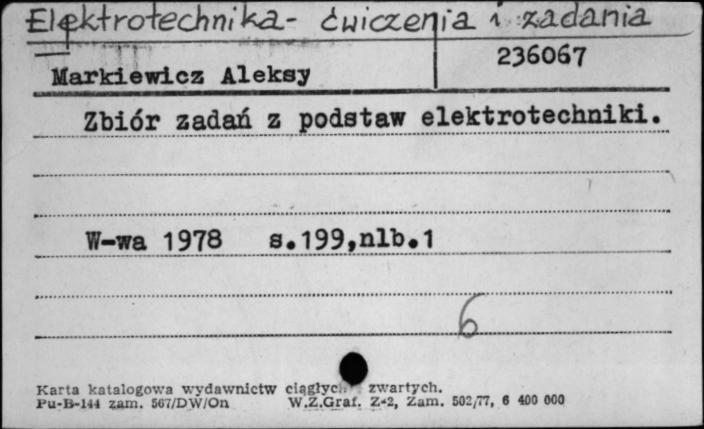 Elektrotechnika - ćwiczenia i zadania
236067
Markiewicz Aleksy
Zbiór zadań z podstaw elektrotechniki.
W-wa 1978 s.199,nlb.1
6
Karta katalogowa wydawnictw ciągłych zwartych.
Pu-B-144 zam. 567/DW/On W.Z.Graf. Z-2, Zam. 502/77, 6 400 000